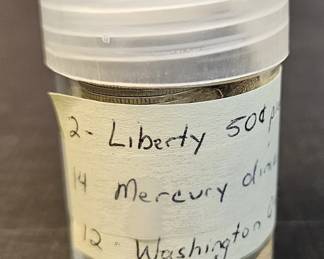 2- Liberty 50¢
14 Mercury
12 - Washington